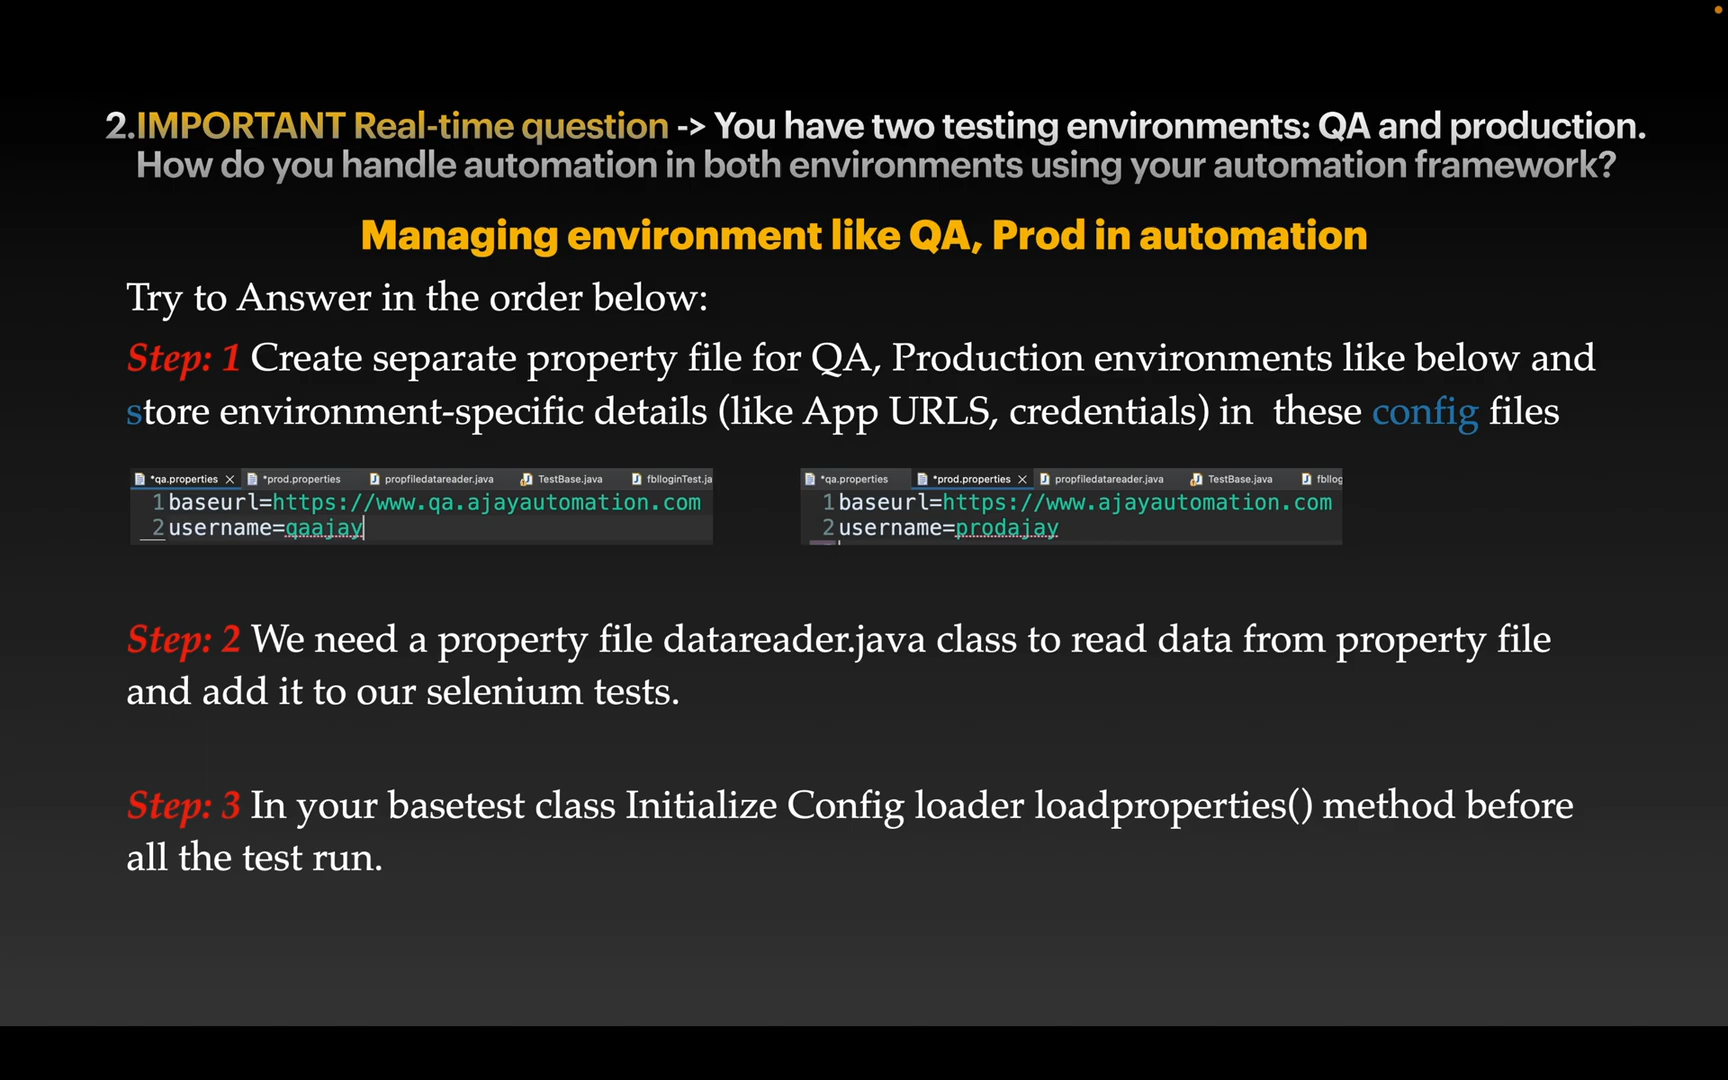 2.IMPORTANT Real-time question -> You have two testing environments: QA and production.
How do you handle automation in both environments using your automation framework?
Managing environment like QA, Prod in automation
Try to Answer in the order below:
Step: 1 Create separate property file for QA, Production environments like below and
store environment-specific details (like App URLS, credentials) in these config files
*qa.properties *prod.properties propfiledatareader.java TestBase.java fblloginTest.ja
1 baseurl=https://www.qa.ajayautomation.com
2 username=qaajay
*qa.properties *prod.properties propfiledatareader.java TestBase.java fbllog
1 baseurl=https://www.ajayautomation.com
2 username=prodajay
Step: 2 We need a property file datareader.java class to read data from property file
and add it to our selenium tests.
Step: 3 In your basetest class Initialize Config loader loadproperties() method before
all the test run.